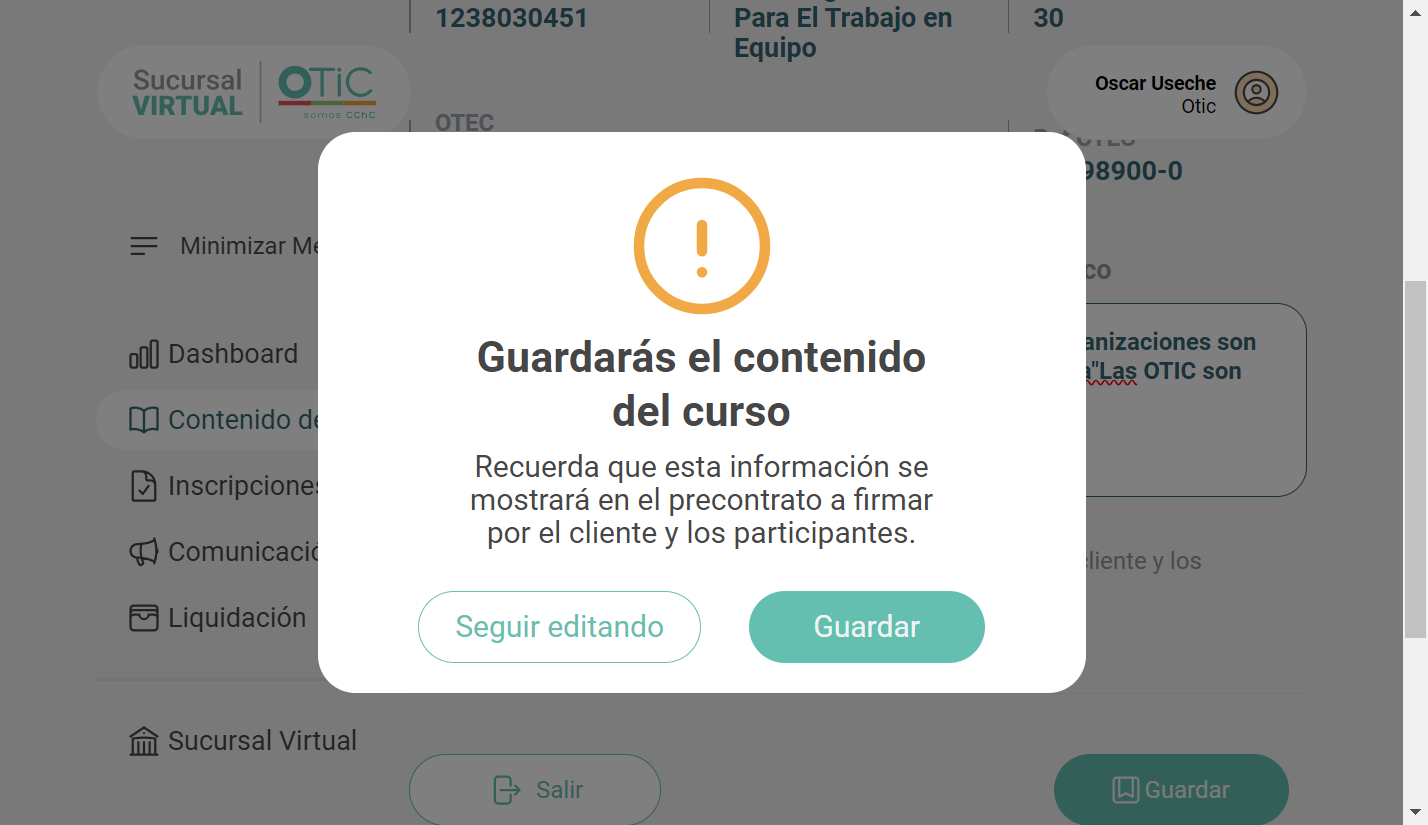 1238030451
Para El Trabajo en
Equipo
30
Sucursal
VIRTUAL
OTIC
somos CChC
Oscar Useche
Otic
OTEC
98900-0
Minimizar Me
co
Dashboard
anizaciones son
a"Las OTIC son
Contenido de
Inscripciones
Comunicació
Liquidación
Sucursal Virtual
Guardarás el contenido
del curso
Recuerda que esta información se
mostrará en el precontrato a firmar
por el cliente y los participantes.
Seguir editando
Guardar
cliente y los
Salir
Guardar